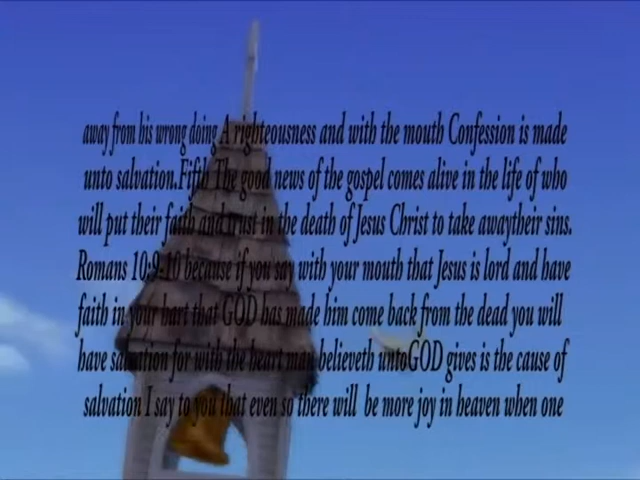 away from his wrong doing A righteousness and with the mouth Confession is made
unto salvation.Fifth The good news of the gospel comes alive in the life of who
will put their faith and trust in the death of Jesus Christ to take awaytheir sins.
Romans 10:9-10 because if you say with your mouth that Jesus is lord and have
faith in your hart that GOD has made him come back from the dead you will
have salvation for with the heart man believeth untoGOD gives is the cause of
salvation I say to you that even so there will be more joy in heaven when one